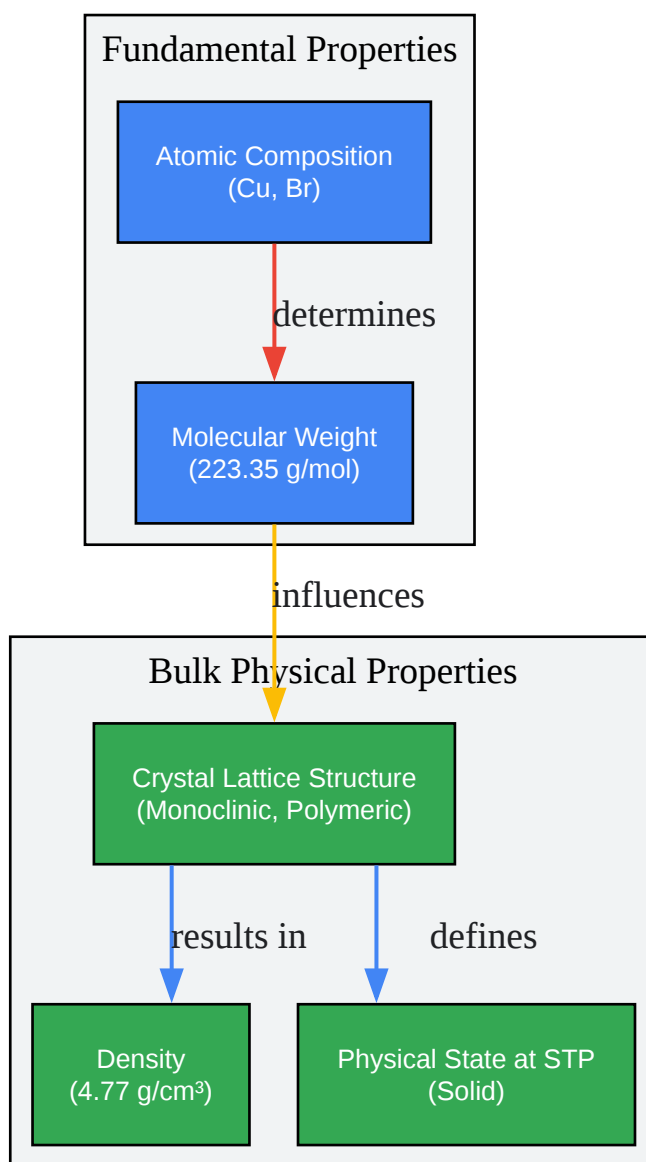 Fundamental Properties
Atomic Composition
(Cu, Br)
determines
Molecular Weight
(223.35 g/mol)
influences
Bulk Physical Properties
Crystal Lattice Structure
(Monoclinic, Polymeric)
results in
defines
Density
(4.77 g/cm³)
Physical State at STP
(Solid)